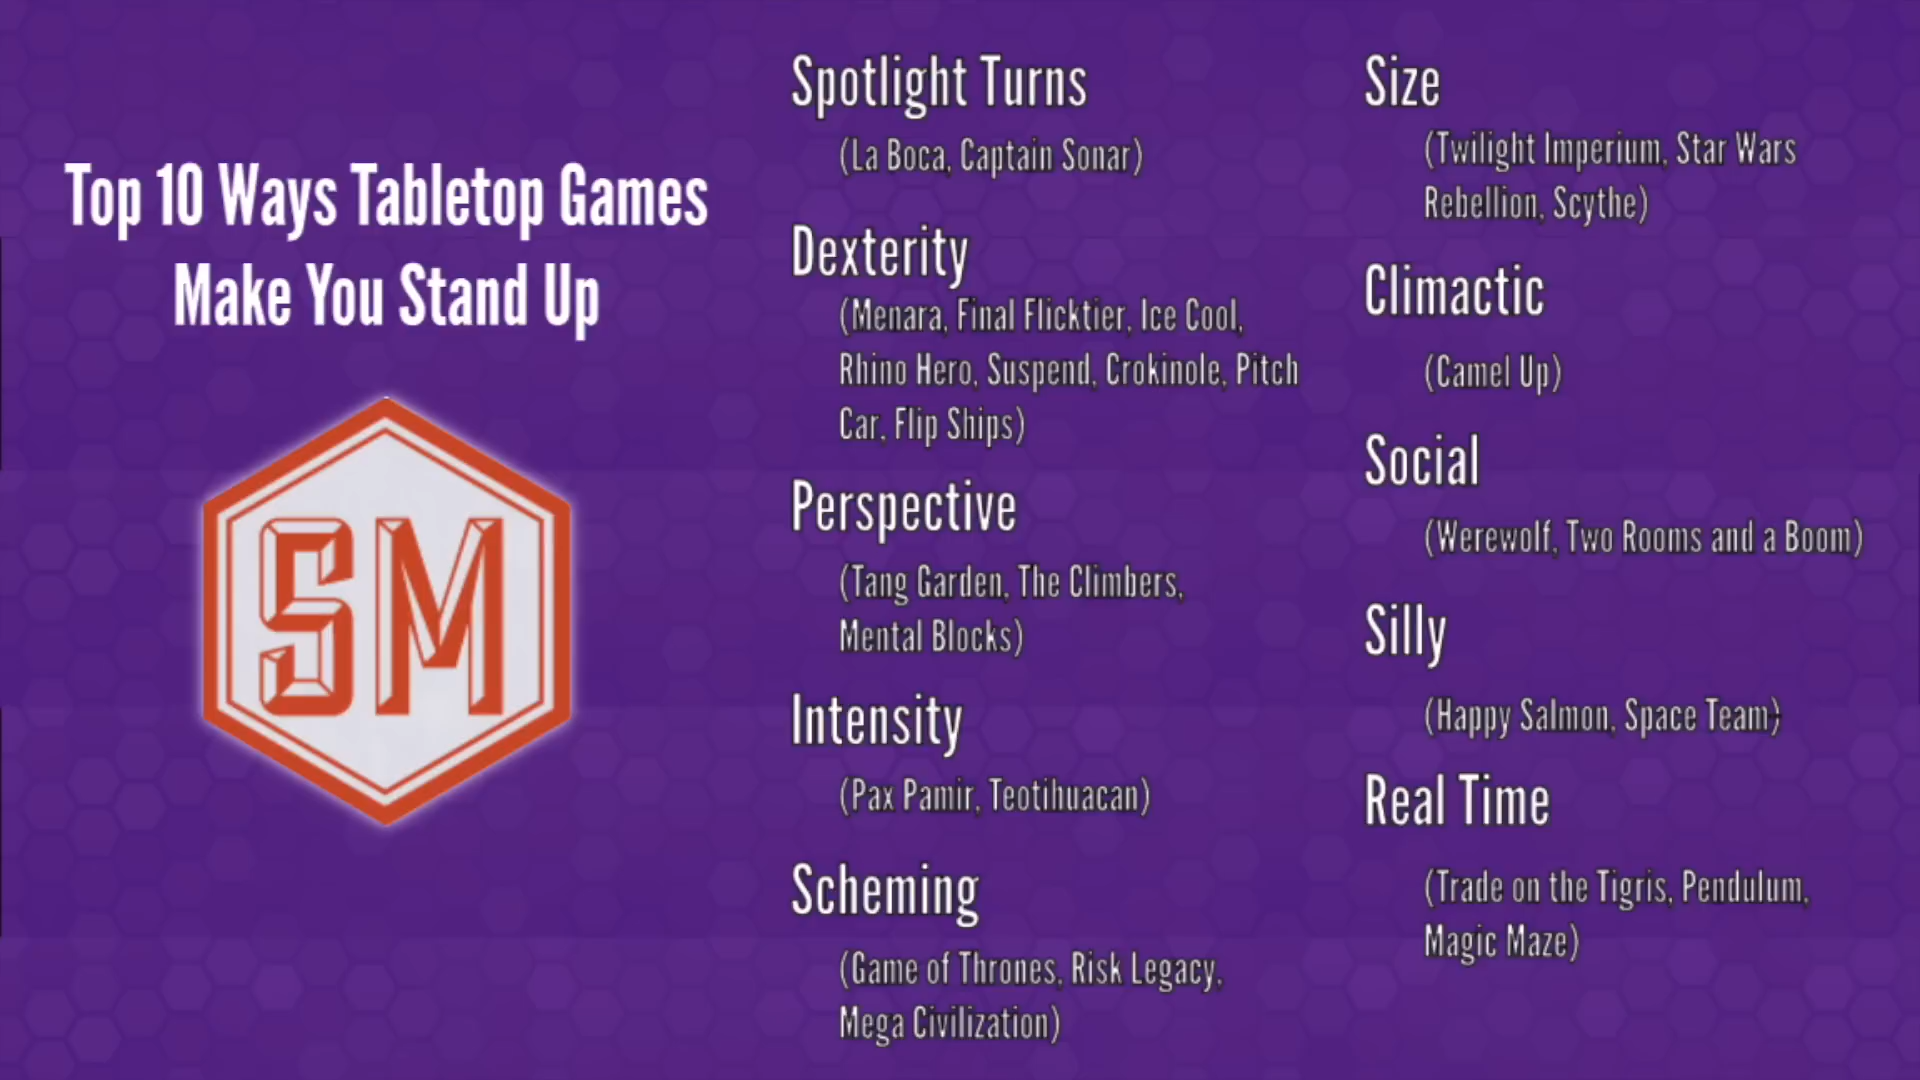 Top 10 Ways Tabletop Games
Make You Stand Up
SM
Spotlight Turns
(La Boca, Captain Sonar)
Dexterity
(Menara, Final Flicktier, Ice Cool,
Rhino Hero, Suspend, Crokinole, Pitch
Car, Flip Ships)
Perspective
(Tang Garden, The Climbers,
Mental Blocks)
Intensity
(Pax Pamir, Teotihuacan)
Scheming
(Game of Thrones, Risk Legacy,
Mega Civilization)
Size
(Twilight Imperium, Star Wars
Rebellion, Scythe)
Climactic
(Camel Up)
Social
(Werewolf, Two Rooms and a Boom)
Silly
(Happy Salmon, Space Team)
Real Time
(Trade on the Tigris, Pendulum,
Magic Maze)